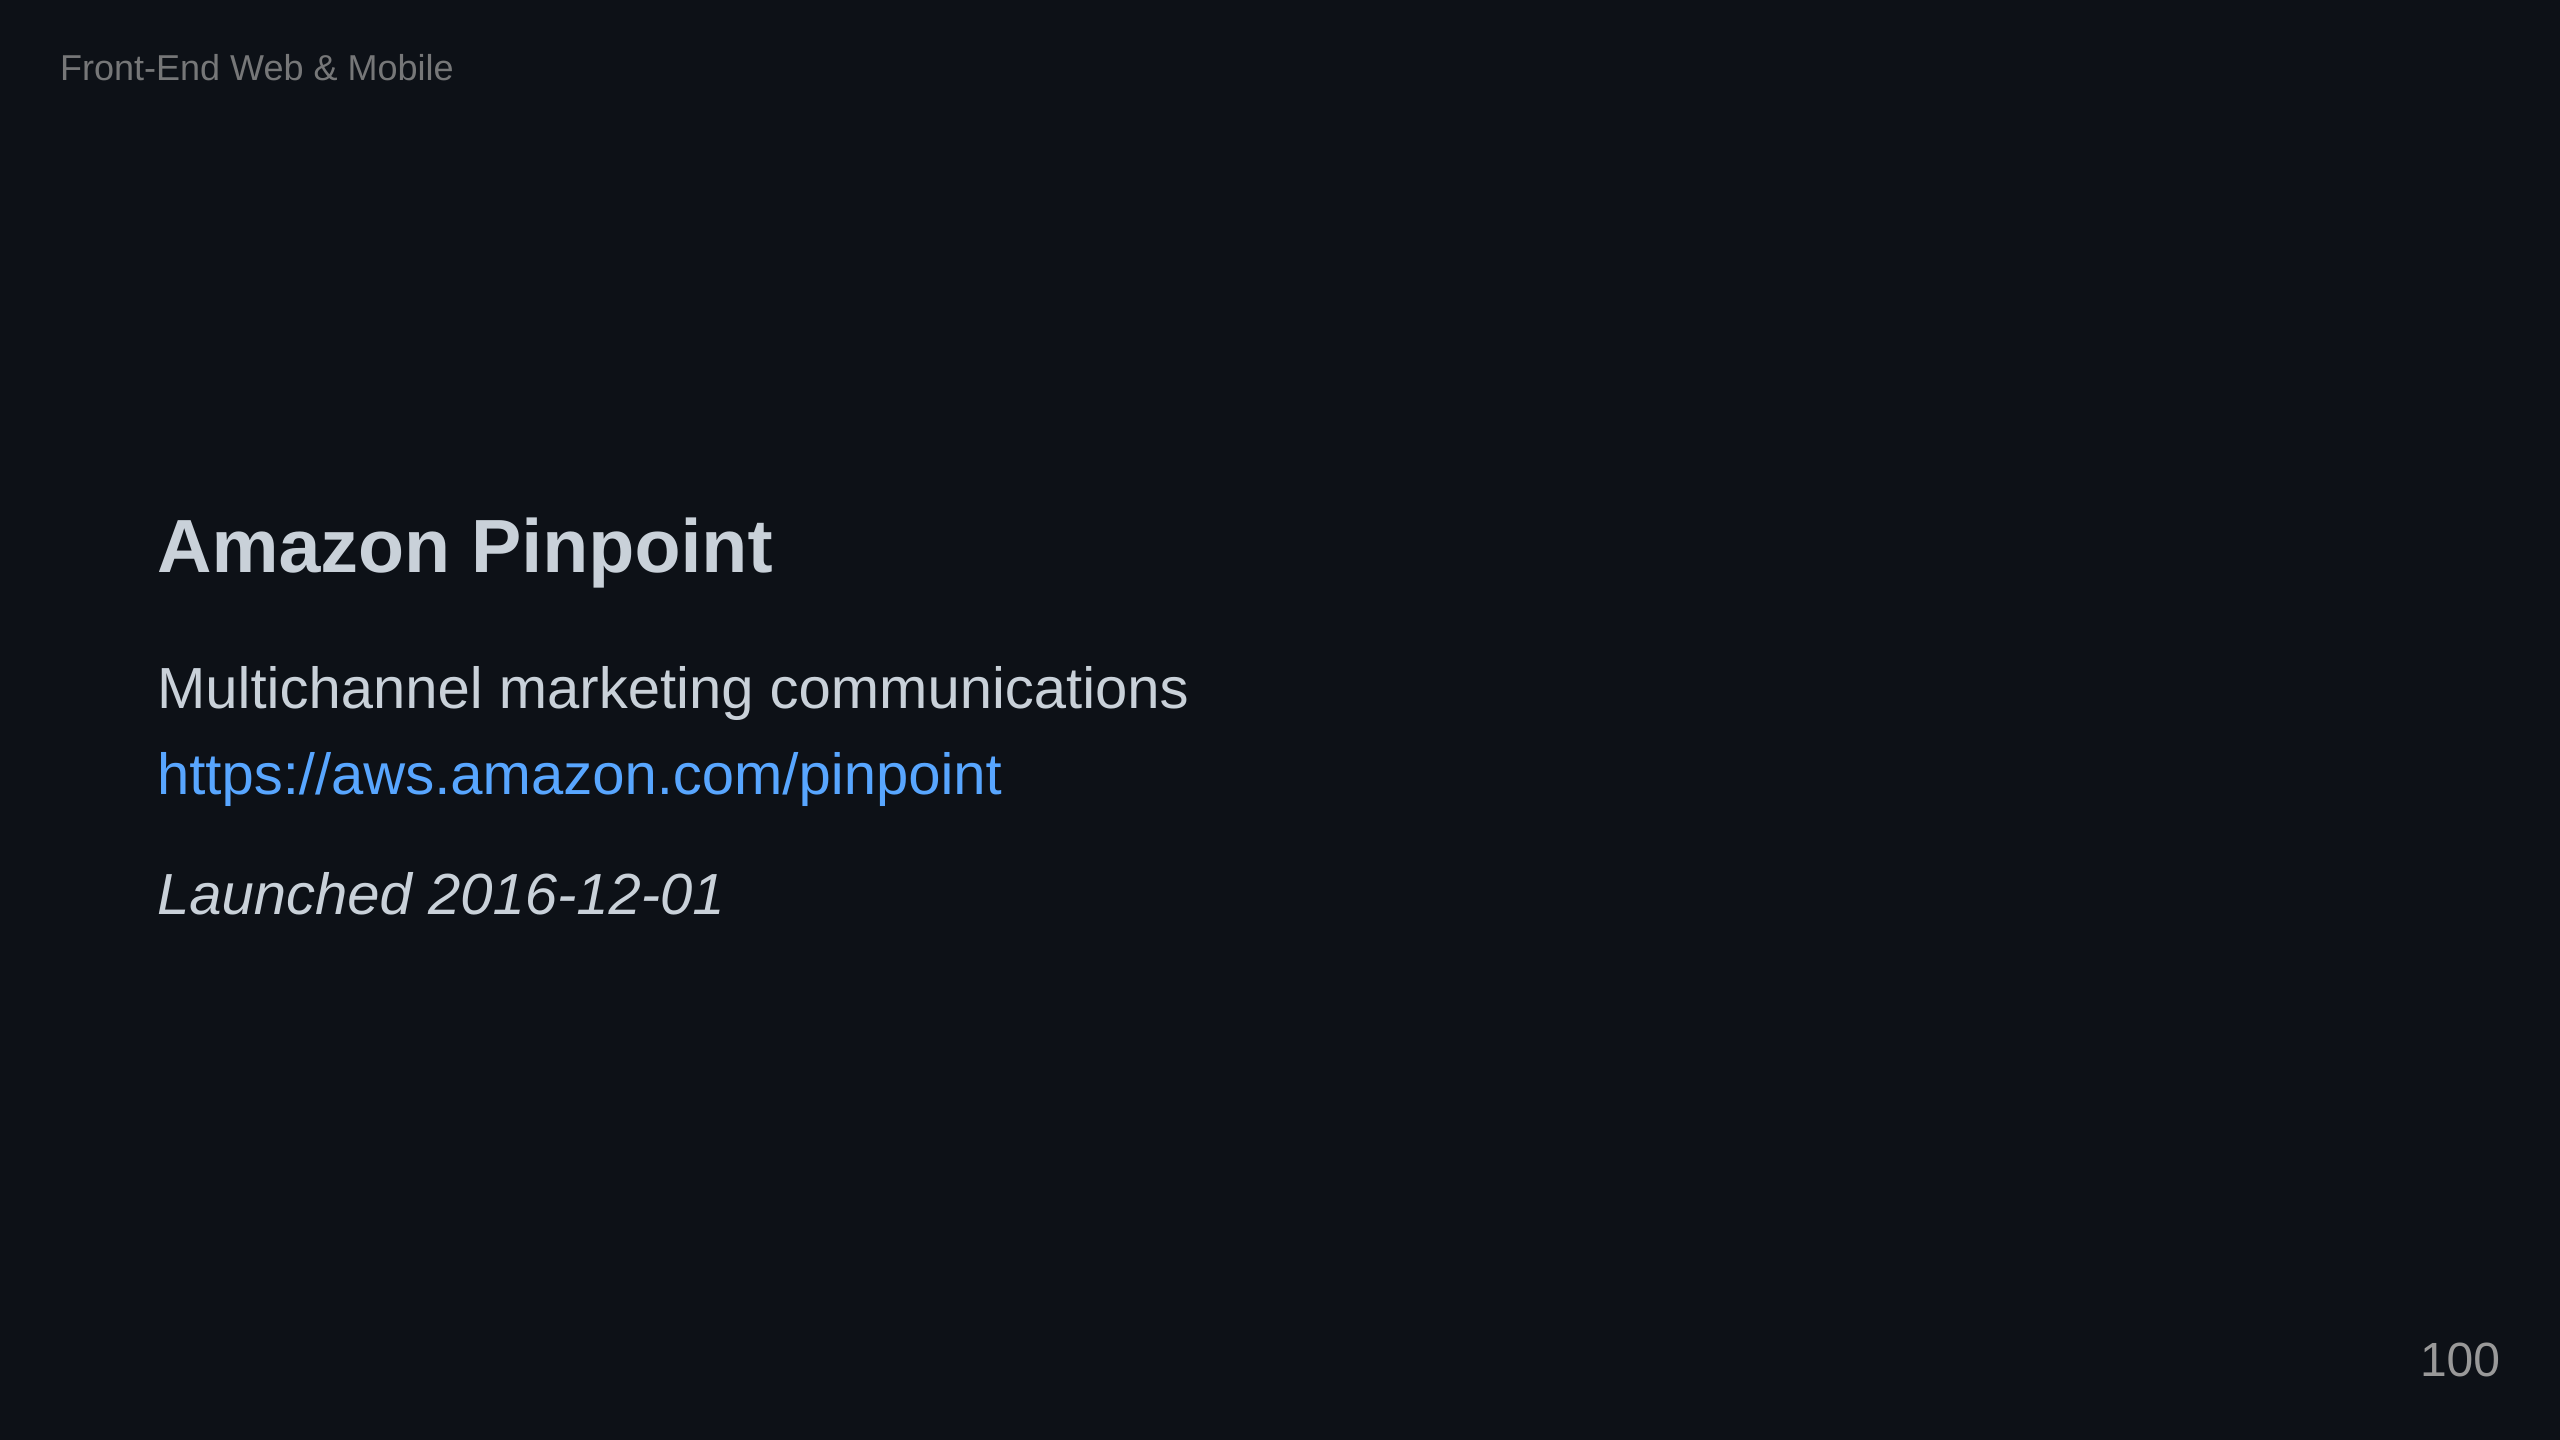 Front-End Web & Mobile
Amazon Pinpoint
Multichannel marketing communications
https://aws.amazon.com/pinpoint
Launched 2016-12-01
100